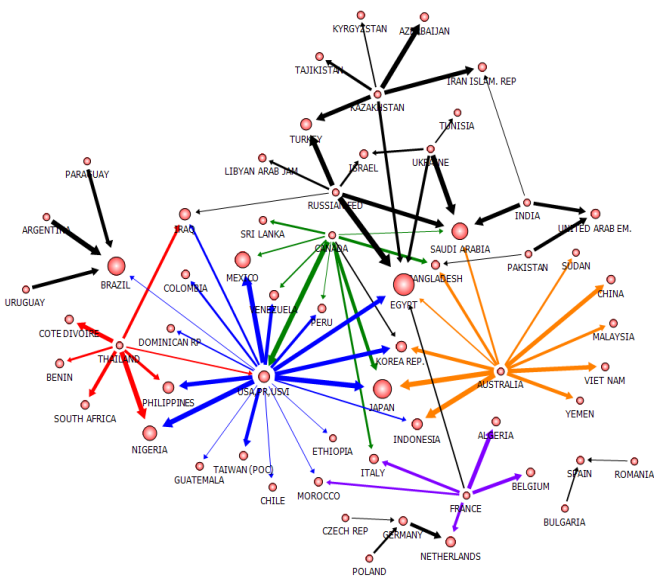 KYRGYZSTAN
AZERBAIJAN
TAJIKISTAN
IRAN ISLAM. REP
KAZAKHSTAN
TUNISIA
TURKEY
UKRAINE
PARAGUAY
LIBYAN ARAB JAM
ISRAEL
RUSSIAN FED
ARGENTINA
IRAQ
SRI LANKA
CANADA
SAUDI ARABIA
INDIA
UNITED ARAB EM.
MEXICO
BANGLADESH
PAKISTAN
SUDAN
BRAZIL
COLOMBIA
CHINA
URUGUAY
VENEZUELA
PERU
EGYPT
COTE DIVOIRE
DOMINICAN RP
MALAYSIA
THAILAND
KOREA REP.
BENIN
USA,PR,USVI
AUSTRALIA
VIET NAM
PHILIPPINES
JAPAN
SOUTH AFRICA
YEMEN
NIGERIA
INDONESIA
ALGERIA
ETHIOPIA
TAIWAN (POC)
ITALY
GUATEMALA
BELGIUM
SPAIN
ROMANIA
CHILE
MOROCCO
FRANCE
BULGARIA
CZECH REP
GERMANY
NETHERLANDS
POLAND